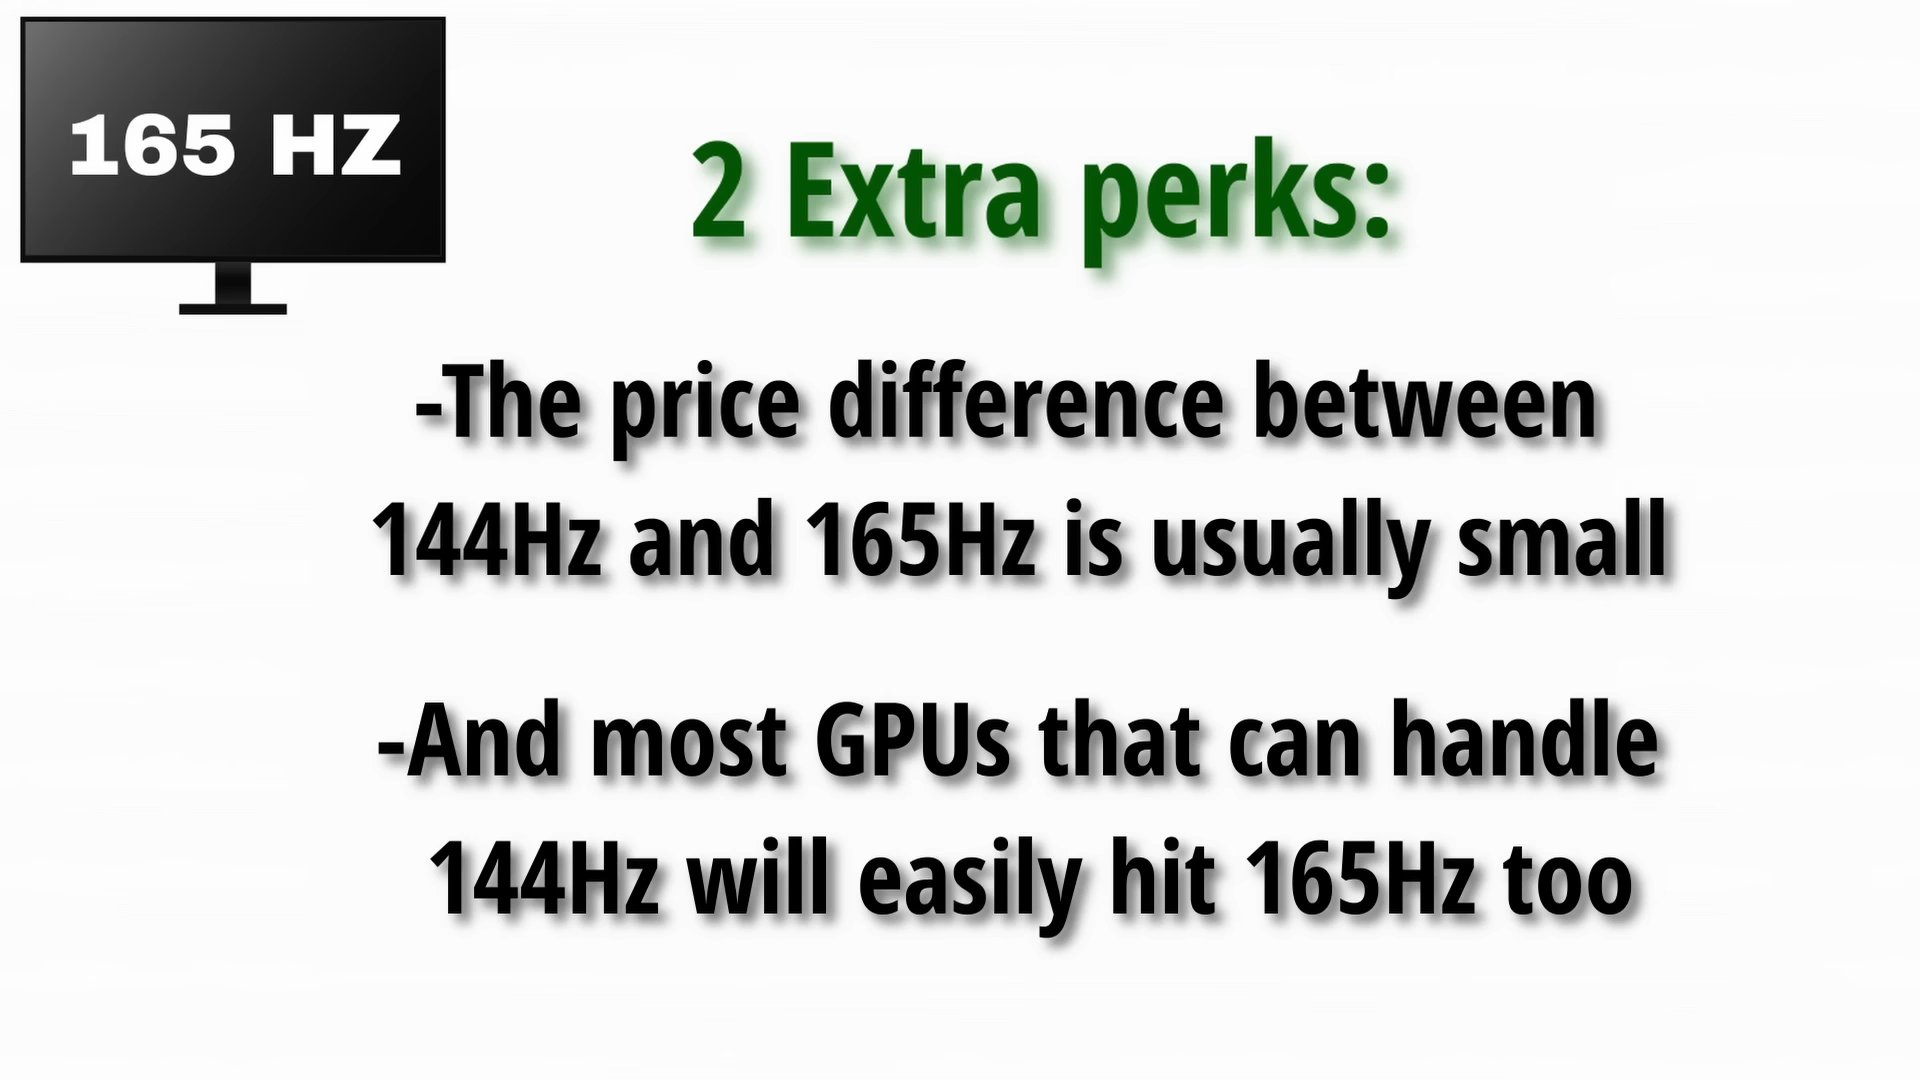 165 HZ
2 Extra perks:
-The price difference between
144Hz and 165Hz is usually small
-And most GPUs that can handle
144Hz will easily hit 165Hz too